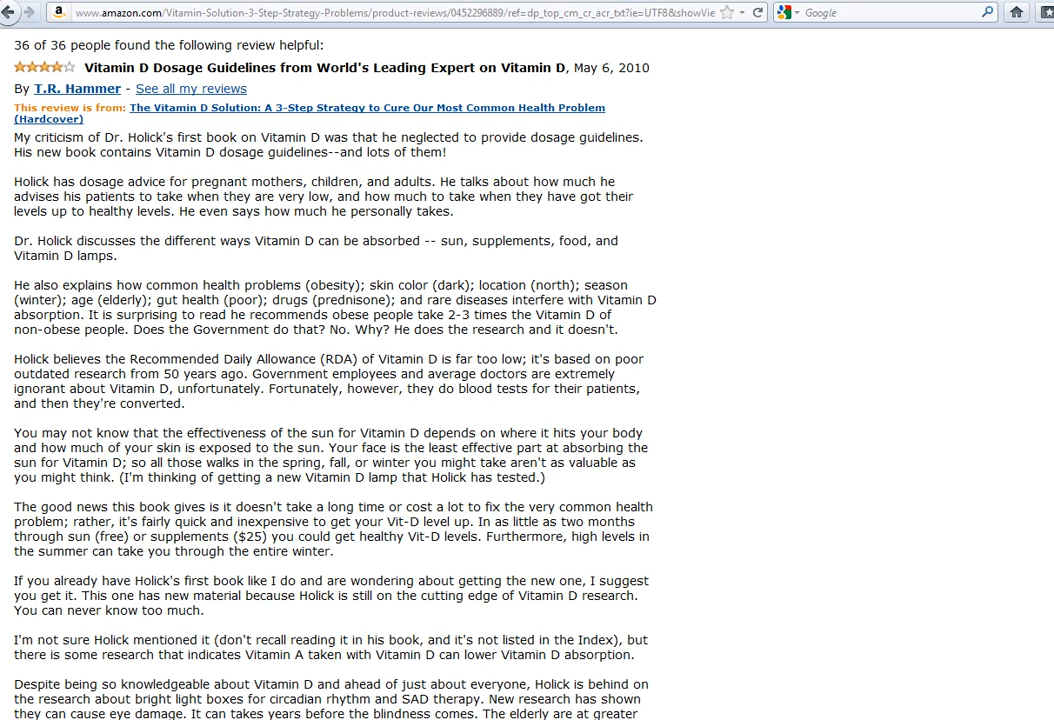 www.amazon.com/Vitamin-Solution-3-Step-Strategy-Problems/product-reviews/0452296889/ref=dp_top_cm_cr_acr_txt?ie=UTF8&showVie
Google
36 of 36 people found the following review helpful:
Vitamin D Dosage Guidelines from World's Leading Expert on Vitamin D, May 6, 2010
By T.R. Hammer - See all my reviews
This review is from: The Vitamin D Solution: A 3-Step Strategy to Cure Our Most Common Health Problem
(Hardcover)
My criticism of Dr. Holick's first book on Vitamin D was that he neglected to provide dosage guidelines.
His new book contains Vitamin D dosage guidelines--and lots of them!
Holick has dosage advice for pregnant mothers, children, and adults. He talks about how much he
advises his patients to take when they are very low, and how much to take when they have got their
levels up to healthy levels. He even says how much he personally takes.
Dr. Holick discusses the different ways Vitamin D can be absorbed -- sun, supplements, food, and
Vitamin D lamps.
He also explains how common health problems (obesity); skin color (dark); location (north); season
(winter); age (elderly); gut health (poor); drugs (prednisone); and rare diseases interfere with Vitamin D
absorption. It is surprising to read he recommends obese people take 2-3 times the Vitamin D of
non-obese people. Does the Government do that? No. Why? He does the research and it doesn't.
Holick believes the Recommended Daily Allowance (RDA) of Vitamin D is far too low; it's based on poor
outdated research from 50 years ago. Government employees and average doctors are extremely
ignorant about Vitamin D, unfortunately. Fortunately, however, they do blood tests for their patients,
and then they're converted.
You may not know that the effectiveness of the sun for Vitamin D depends on where it hits your body
and how much of your skin is exposed to the sun. Your face is the least effective part at absorbing the
sun for Vitamin D; so all those walks in the spring, fall, or winter you might take aren't as valuable as
you might think. (I'm thinking of getting a new Vitamin D lamp that Holick has tested.)
The good news this book gives is it doesn't take a long time or cost a lot to fix the very common health
problem; rather, it's fairly quick and inexpensive to get your Vit-D level up. In as little as two months
through sun (free) or supplements ($25) you could get healthy Vit-D levels. Furthermore, high levels in
the summer can take you through the entire winter.
If you already have Holick's first book like I do and are wondering about getting the new one, I suggest
you get it. This one has new material because Holick is still on the cutting edge of Vitamin D research.
You can never know too much.
I'm not sure Holick mentioned it (don't recall reading it in his book, and it's not listed in the Index), but
there is some research that indicates Vitamin A taken with Vitamin D can lower Vitamin D absorption.
Despite being so knowledgeable about Vitamin D and ahead of just about everyone, Holick is behind on
the research about bright light boxes for circadian rhythm and SAD therapy. New research has shown
they can cause eye damage. It can takes years before the blindness comes. The elderly are at greater